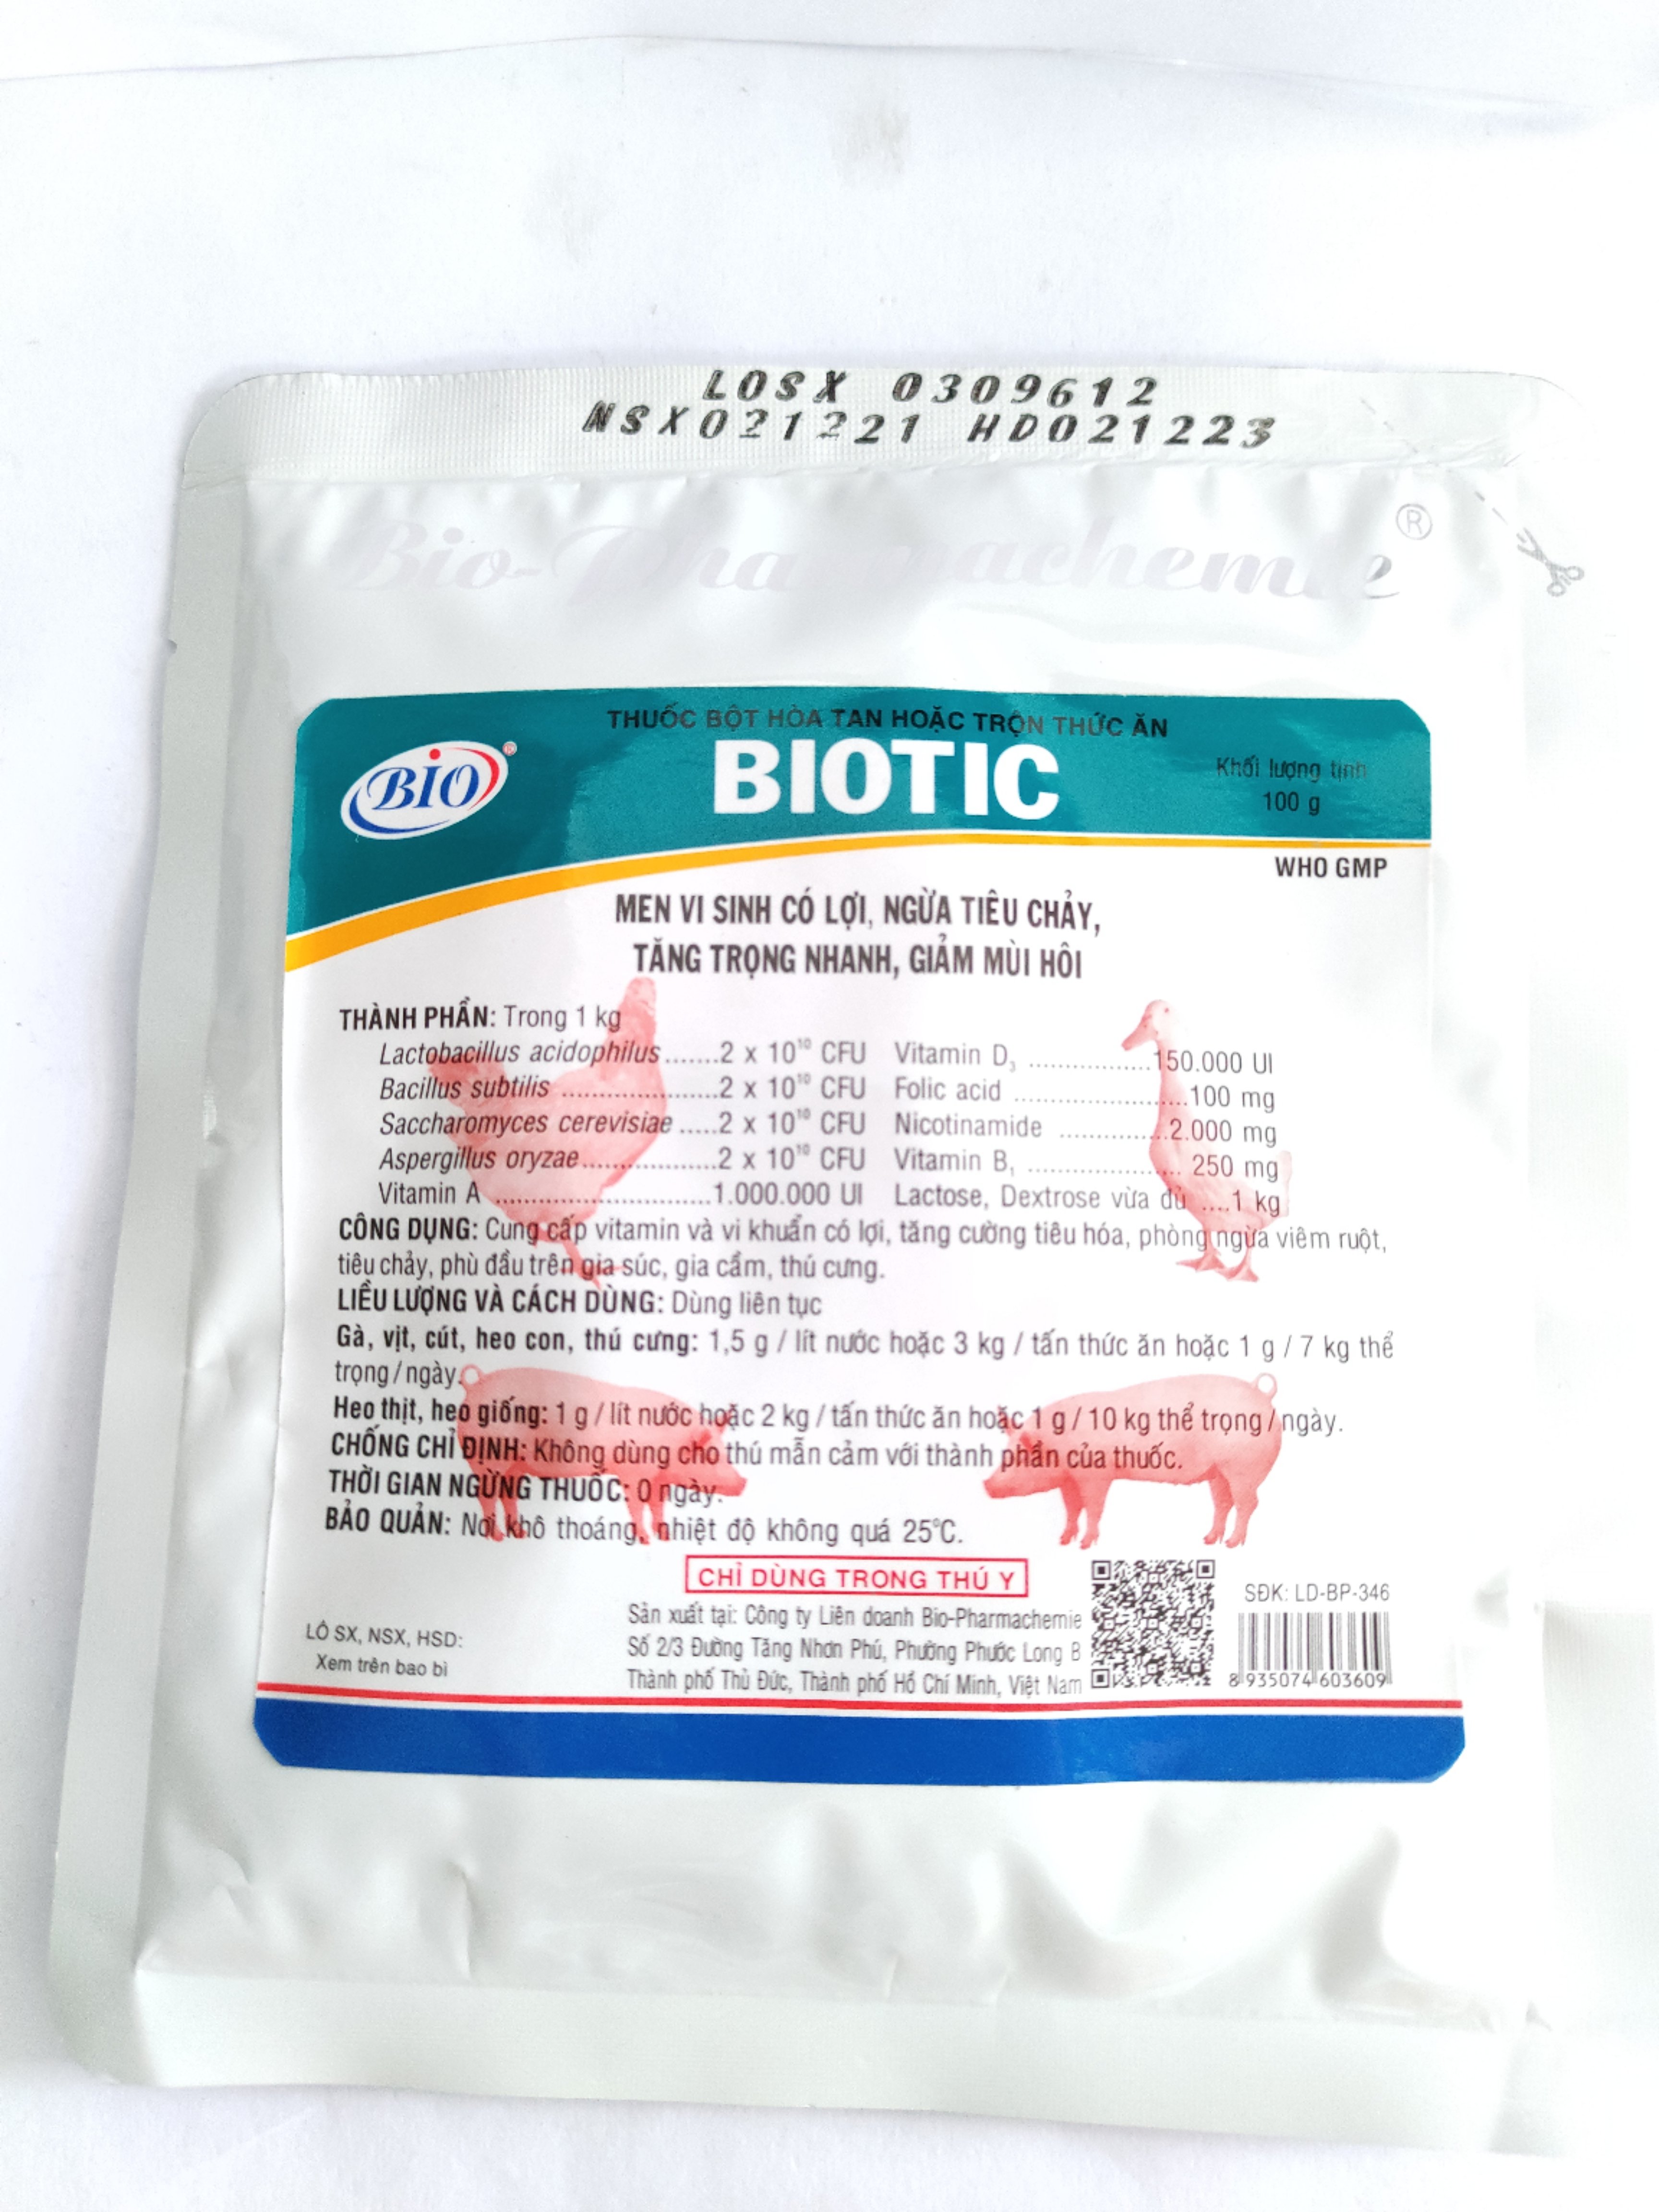 LOSX 0309612
NSX021221 HD021223
Bio-Pharmachemie®
THUỐC BỘT HÒA TAN HOẶC TRỘN THỨC ĂN
BIO®
BIOTIC
Khối lượng tịnh
100 g
WHO GMP
MEN VI SINH CÓ LỢI, NGỪA TIÊU CHẢY,
TĂNG TRỌNG NHANH, GIẢM MÙI HÔI
THÀNH PHẦN: Trong 1 kg
Lactobacillus acidophilus.......2 x 10¹⁰ CFU Vitamin D₃ .................150.000 UI
Bacillus subtilis ......................2 x 10¹⁰ CFU Folic acid ........................100 mg
Saccharomyces cerevisiae .....2 x 10¹⁰ CFU Nicotinamide ...............2.000 mg
Aspergillus oryzae...................2 x 10¹⁰ CFU Vitamin B₁ ...................... 250 mg
Vitamin A ..............................1.000.000 UI Lactose, Dextrose vừa đủ ....1 kg
CÔNG DỤNG: Cung cấp vitamin và vi khuẩn có lợi, tăng cường tiêu hóa, phòng ngừa viêm ruột,
tiêu chảy, phù đầu trên gia súc, gia cầm, thú cưng.
LIỀU LƯỢNG VÀ CÁCH DÙNG: Dùng liên tục
Gà, vịt, cút, heo con, thú cưng: 1,5 g / lít nước hoặc 3 kg / tấn thức ăn hoặc 1 g / 7 kg thể
trọng / ngày.
Heo thịt, heo giống: 1 g / lít nước hoặc 2 kg / tấn thức ăn hoặc 1 g / 10 kg thể trọng / ngày.
CHỐNG CHỈ ĐỊNH: Không dùng cho thú mẫn cảm với thành phần của thuốc.
THỜI GIAN NGỪNG THUỐC: 0 ngày.
BẢO QUẢN: Nơi khô thoáng, nhiệt độ không quá 25°C.
CHỈ DÙNG TRONG THÚ Y
LÔ SX, NSX, HSD:
Xem trên bao bì
Sản xuất tại: Công ty Liên doanh Bio-Pharmachemie
Số 2/3 Đường Tăng Nhơn Phú, Phường Phước Long B
Thành phố Thủ Đức, Thành phố Hồ Chí Minh, Việt Nam
SĐK: LD-BP-346
8 935074 603609